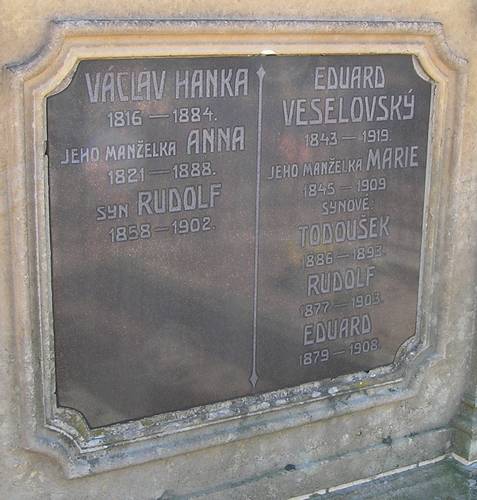 VÁCLAV HANKA
1816 — 1884.
JEHO MANŽELKA ANNA
1821 — 1888.
SYN RUDOLF
1858 — 1902.
EDUARD
VESELOVSKÝ
1843 — 1919.
JEHO MANŽELKA MARIE
1845 — 1909
SYNOVÉ
TODOUŠEK
1886 — 1893.
RUDOLF
1877 — 1903.
EDUARD
1879 — 1908.